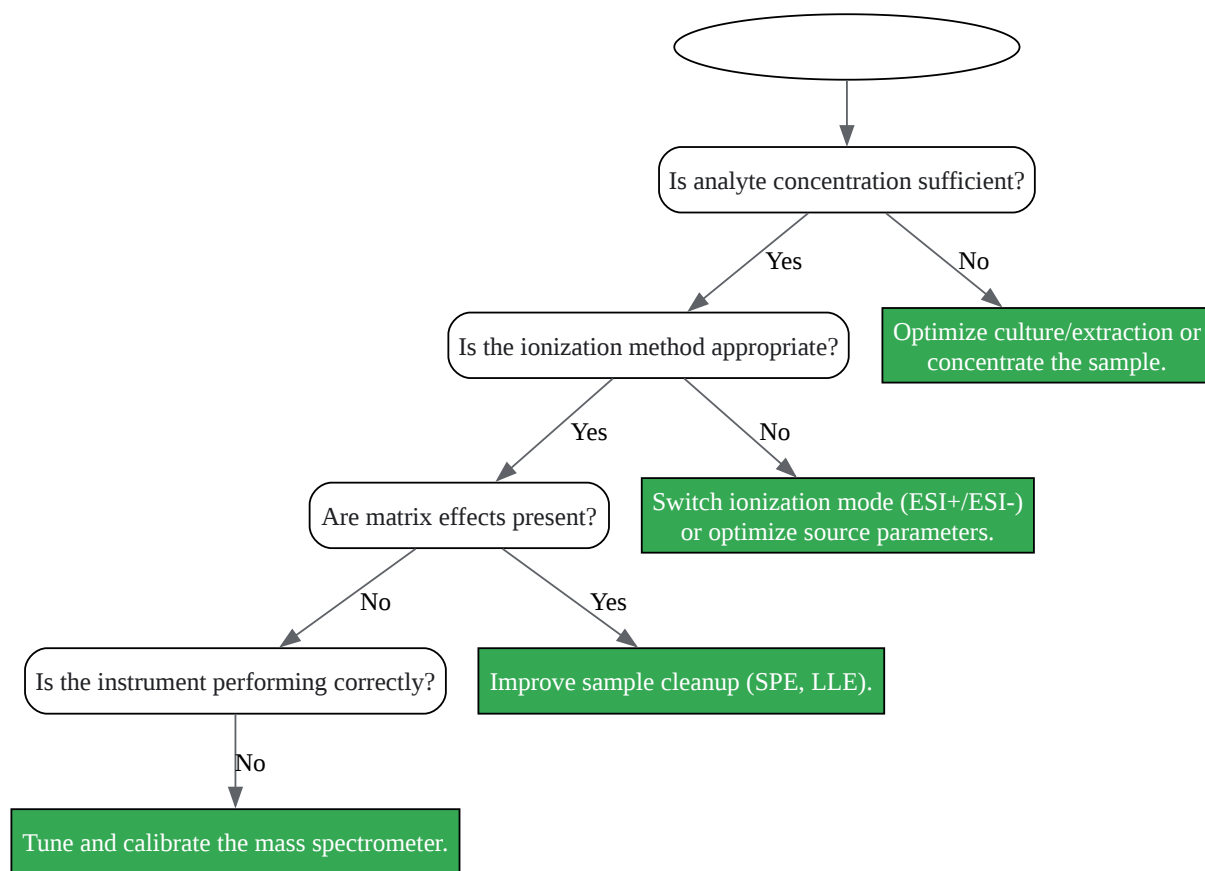 Is analyte concentration sufficient?
Yes
No
Optimize culture/extraction or
concentrate the sample.
Is the ionization method appropriate?
Yes
No
Switch ionization mode (ESI+/ESI-)
or optimize source parameters.
Are matrix effects present?
No
Yes
Is the instrument performing correctly?
Improve sample cleanup (SPE, LLE).
No
Tune and calibrate the mass spectrometer.